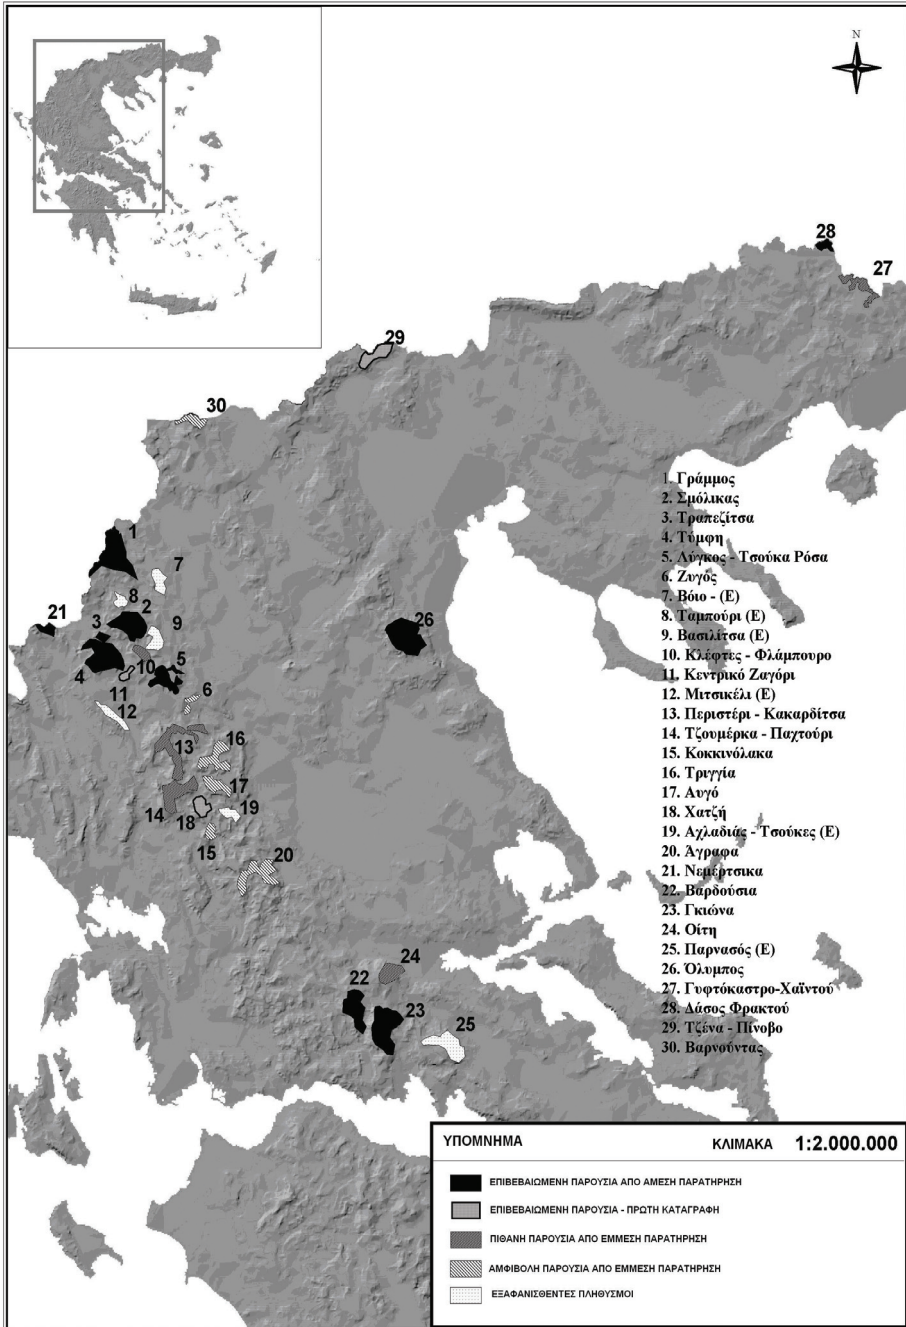 N
28
27
29
30
1
7
8
2
21
9
3
26
10
5
4
11
6
12
16
13
17
14
18
19
15
20
24
22
23
25
1. Γράμμος
2. Σμόλικας
3. Τραπεζίτσα
4. Τύμφη
5. Λύγκος - Τσούκα Ρόσα
6. Ζυγός
7. Βόιο - (Ε)
8. Ταμπούρι (Ε)
9. Βασιλίτσα (Ε)
10. Κλέφτες - Φλάμπουρο
11. Κεντρικό Ζαγόρι
12. Μιτσικέλι (Ε)
13. Περιστέρι - Κακαρδίτσα
14. Τζουμέρκα - Παχτούρι
15. Κοκκινόλακα
16. Τριγγία
17. Αυγό
18. Χατζή
19. Αχλαδιάς - Τσούκες (Ε)
20. Άγραφα
21. Νεμέρτσικα
22. Βαρδούσια
23. Γκιώνα
24. Οίτη
25. Παρνασός (Ε)
26. Όλυμπος
27. Γυφτόκαστρο-Χαϊντού
28. Δάσος Φρακτού
29. Τζένα - Πίνοβο
30. Βαρνούντας
ΥΠΟΜΝΗΜΑ ΚΛΙΜΑΚΑ 1:2.000.000
ΕΠΙΒΕΒΑΙΩΜΕΝΗ ΠΑΡΟΥΣΙΑ ΑΠΟ ΑΜΕΣΗ ΠΑΡΑΤΗΡΗΣΗ
ΕΠΙΒΕΒΑΙΩΜΕΝΗ ΠΑΡΟΥΣΙΑ - ΠΡΩΤΗ ΚΑΤΑΓΡΑΦΗ
ΠΙΘΑΝΗ ΠΑΡΟΥΣΙΑ ΑΠΟ ΕΜΜΕΣΗ ΠΑΡΑΤΗΡΗΣΗ
ΑΜΦΙΒΟΛΗ ΠΑΡΟΥΣΙΑ ΑΠΟ ΕΜΜΕΣΗ ΠΑΡΑΤΗΡΗΣΗ
ΕΞΑΦΑΝΙΣΘΕΝΤΕΣ ΠΛΗΘΥΣΜΟΙ